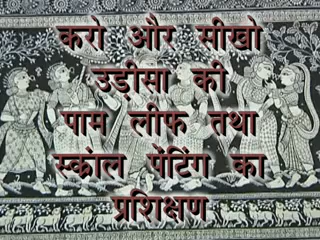 करो और सीखो
उड़ीसा की
पाम लीफ तथा
स्क्रोल पेंटिंग का
प्रशिक्षण